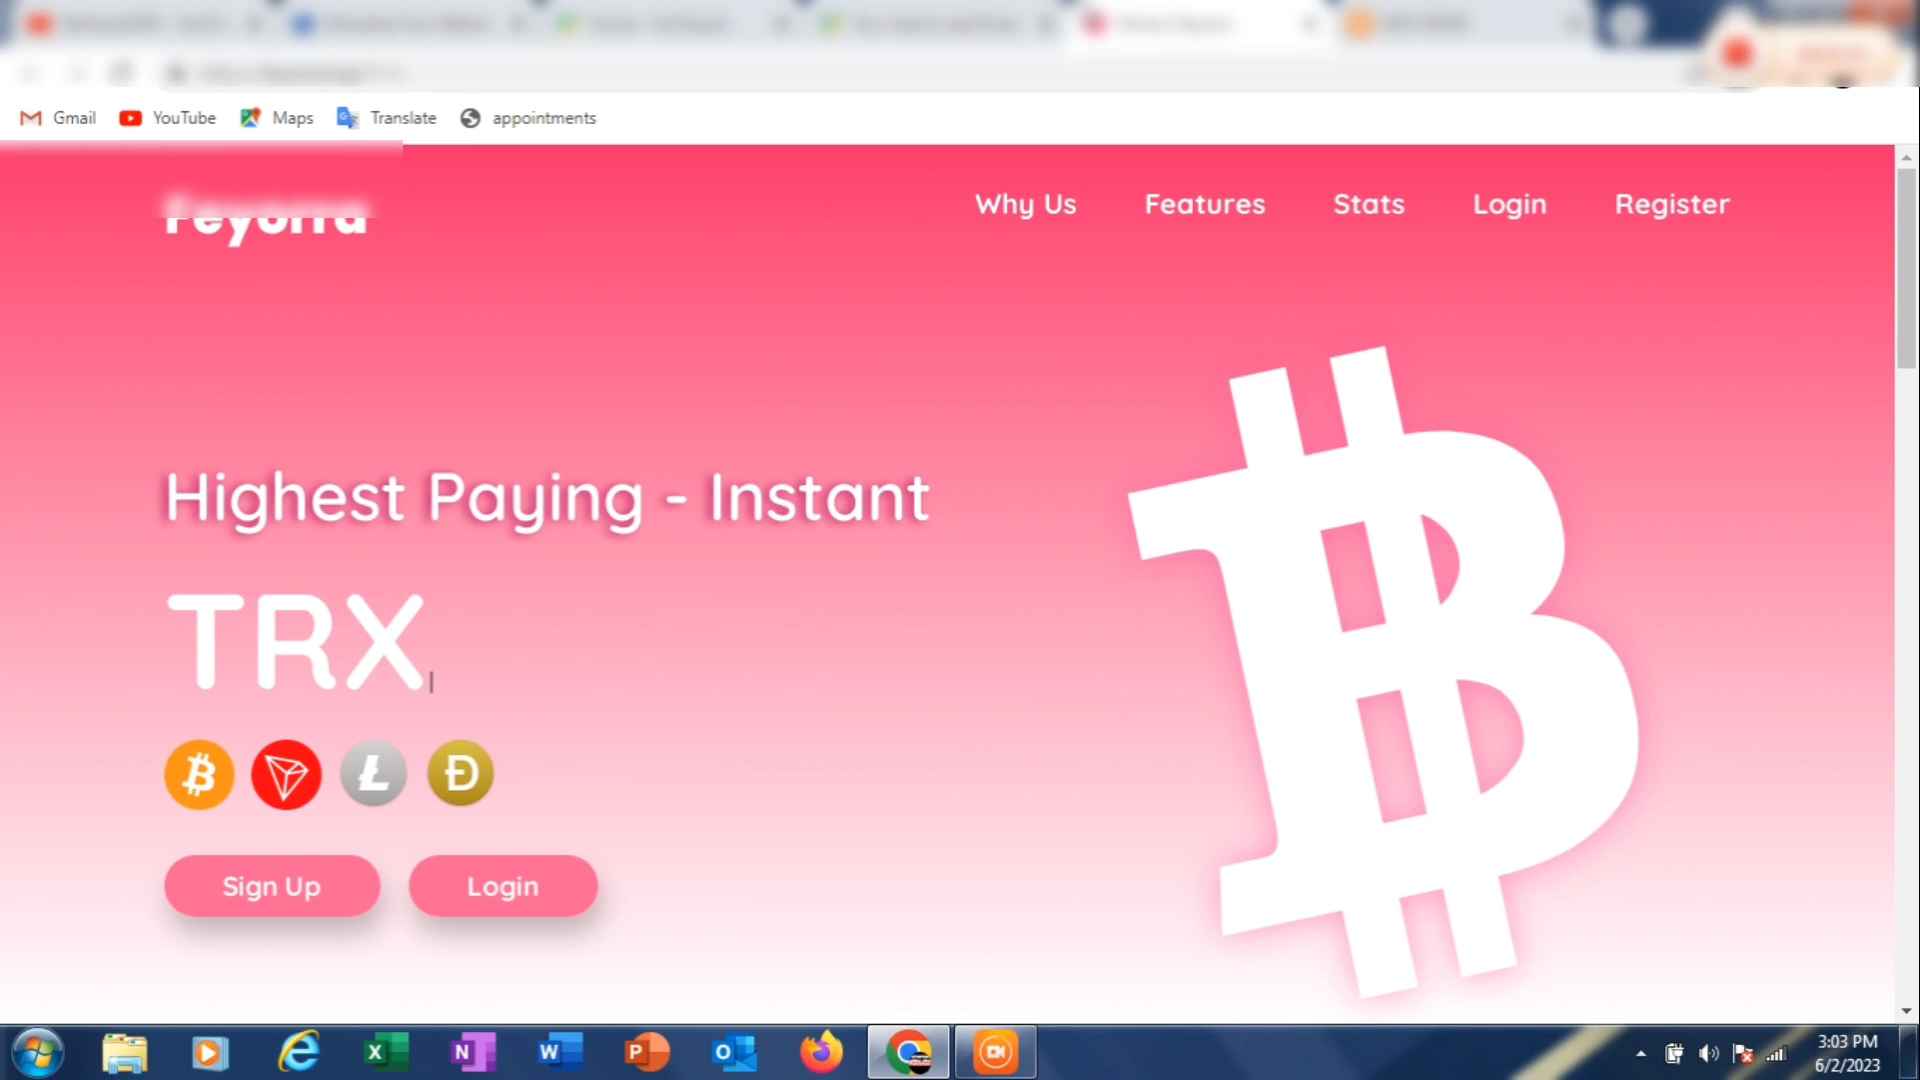 Gmail YouTube Maps Translate appointments
Feyorra
Why Us Features Stats Login Register
Highest Paying - Instant
TRX
Sign Up Login
3:03 PM
6/2/2023